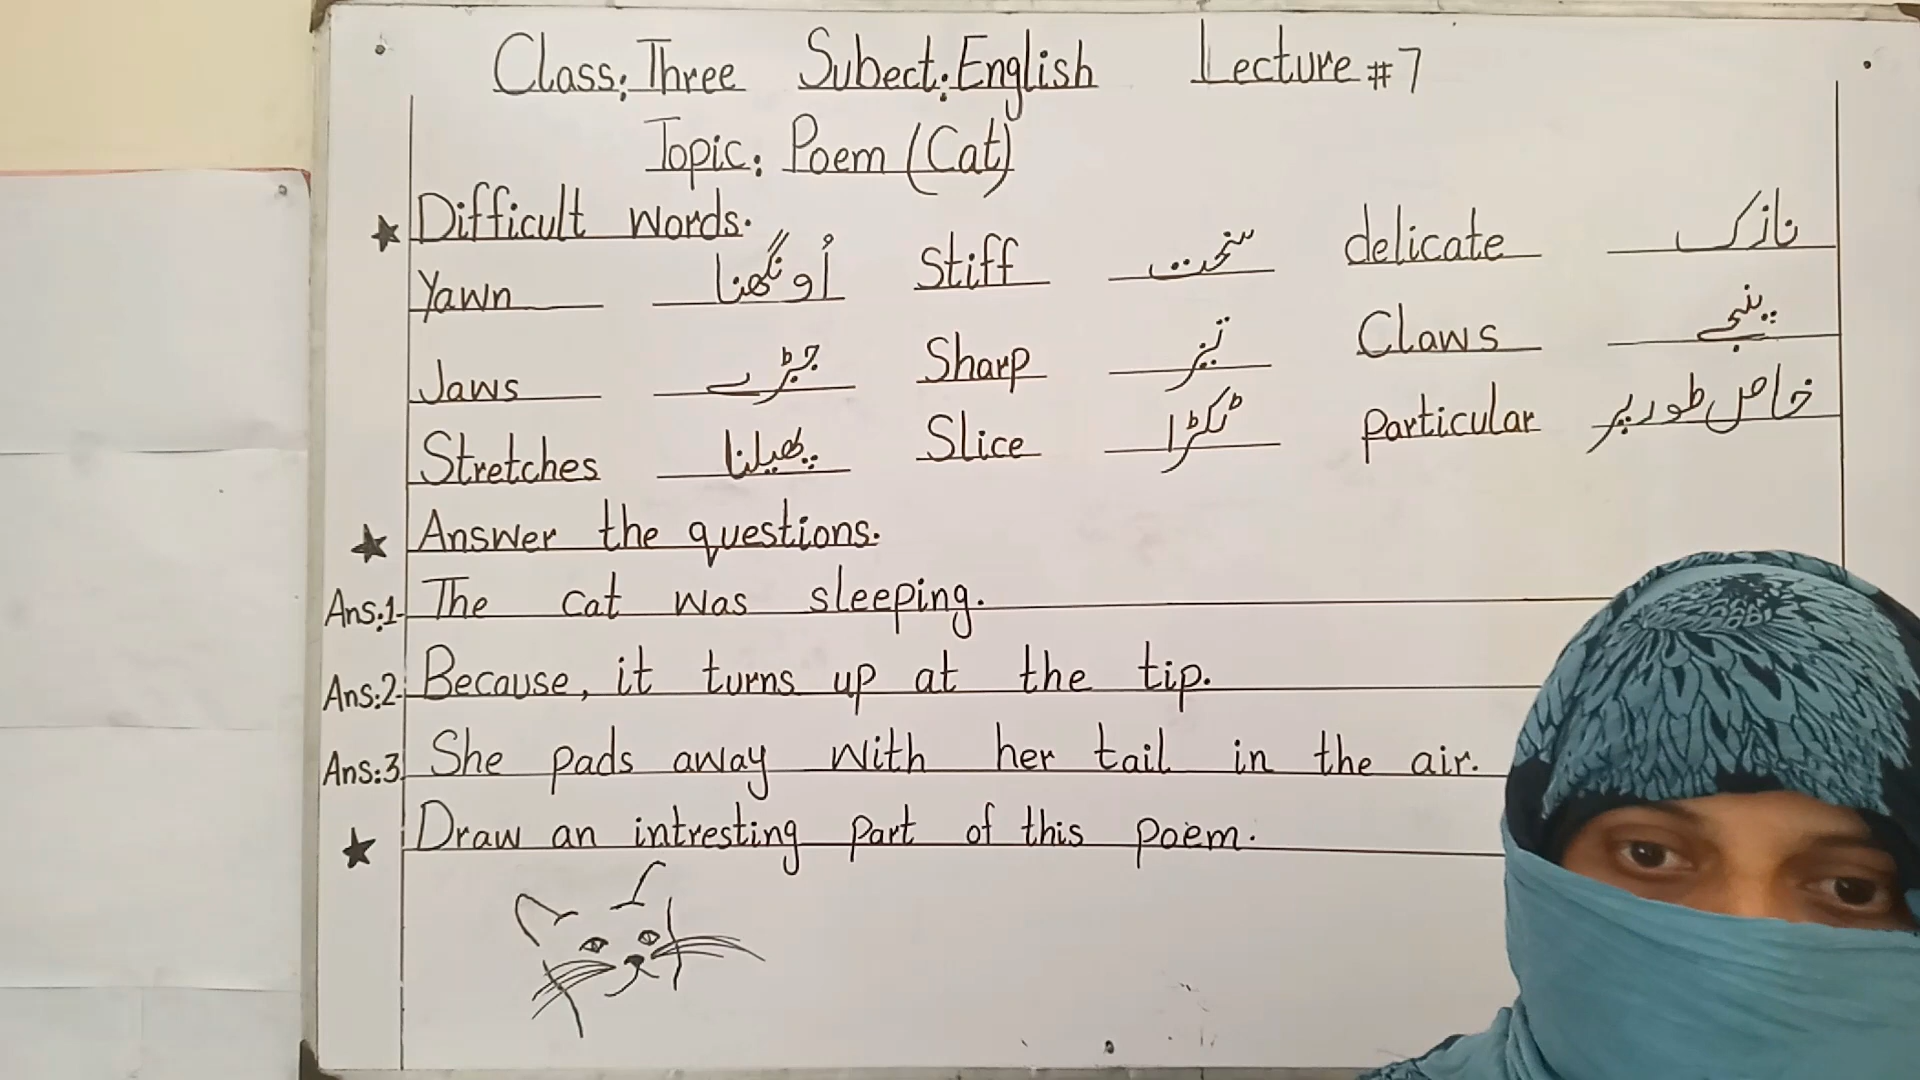 Class: Three Subect: English Lecture # 7
Topic: Poem (Cat)
★ Difficult words.
Yawn أونگھنا Stiff سخت delicate نازک
Jaws جبڑے Sharp تیز Claws پنجے
Stretches پھیلنا Slice ٹکڑا particular خاص طور پر
★ Answer the questions.
Ans:1- The cat was sleeping.
Ans:2- Because, it turns up at the tip.
Ans:3 She pads away with her tail in the air.
★ Draw an intresting part of this poem.